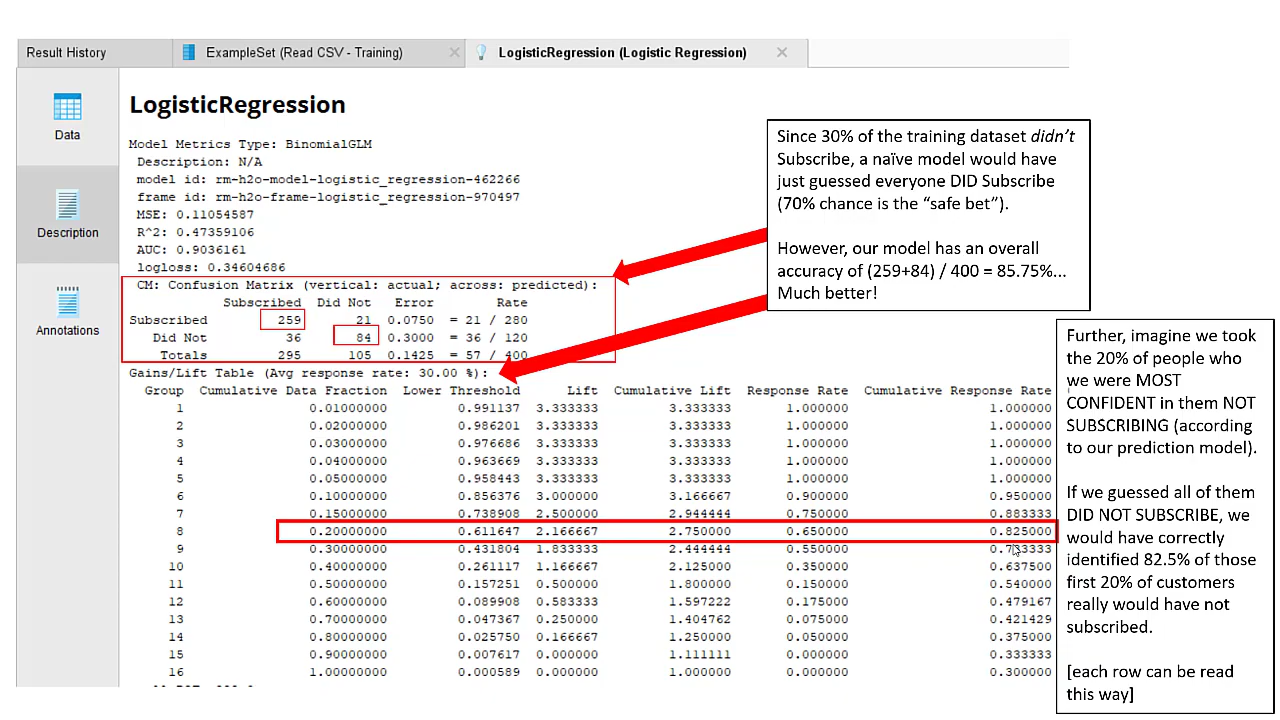 Result History
ExampleSet (Read CSV - Training)
LogisticRegression (Logistic Regression)
Data
Description
Annotations
LogisticRegression
Model Metrics Type: BinomialGLM
Description: N/A
model id: rm-h2o-model-logistic_regression-462266
frame id: rm-h2o-frame-logistic_regression-970497
MSE: 0.11054587
R^2: 0.47359106
AUC: 0.9036161
logloss: 0.34604686
CM: Confusion Matrix (vertical: actual; across: predicted):
Subscribed Did Not Error Rate
Subscribed 259 21 0.0750 = 21 / 280
Did Not 36 84 0.3000 = 36 / 120
Totals 295 105 0.1425 = 57 / 400
Gains/Lift Table (Avg response rate: 30.00 %):
Group Cumulative Data Fraction Lower Threshold Lift Cumulative Lift Response Rate Cumulative Response Rate
1 0.01000000 0.991137 3.333333 3.333333 1.000000 1.000000
2 0.02000000 0.986201 3.333333 3.333333 1.000000 1.000000
3 0.03000000 0.976686 3.333333 3.333333 1.000000 1.000000
4 0.04000000 0.963669 3.333333 3.333333 1.000000 1.000000
5 0.05000000 0.958443 3.333333 3.333333 1.000000 1.000000
6 0.10000000 0.856376 3.000000 3.166667 0.900000 0.950000
7 0.15000000 0.738908 2.500000 2.944444 0.750000 0.883333
8 0.20000000 0.611647 2.166667 2.750000 0.650000 0.825000
9 0.30000000 0.431804 1.833333 2.444444 0.550000 0.733333
10 0.40000000 0.261117 1.166667 2.125000 0.350000 0.637500
11 0.50000000 0.157251 0.500000 1.800000 0.150000 0.540000
12 0.60000000 0.089908 0.583333 1.597222 0.175000 0.479167
13 0.70000000 0.047367 0.250000 1.404762 0.075000 0.421429
14 0.80000000 0.025750 0.166667 1.250000 0.050000 0.375000
15 0.90000000 0.007617 0.000000 1.111111 0.000000 0.333333
16 1.00000000 0.000589 0.000000 1.000000 0.000000 0.300000
Since 30% of the training dataset didn’t
Subscribe, a naïve model would have
just guessed everyone DID Subscribe
(70% chance is the “safe bet”).
However, our model has an overall
accuracy of (259+84) / 400 = 85.75%...
Much better!
Further, imagine we took
the 20% of people who
we were MOST
CONFIDENT in them NOT
SUBSCRIBING (according
to our prediction model).
If we guessed all of them
DID NOT SUBSCRIBE, we
would have correctly
identified 82.5% of those
first 20% of customers
really would have not
subscribed.
[each row can be read
this way]